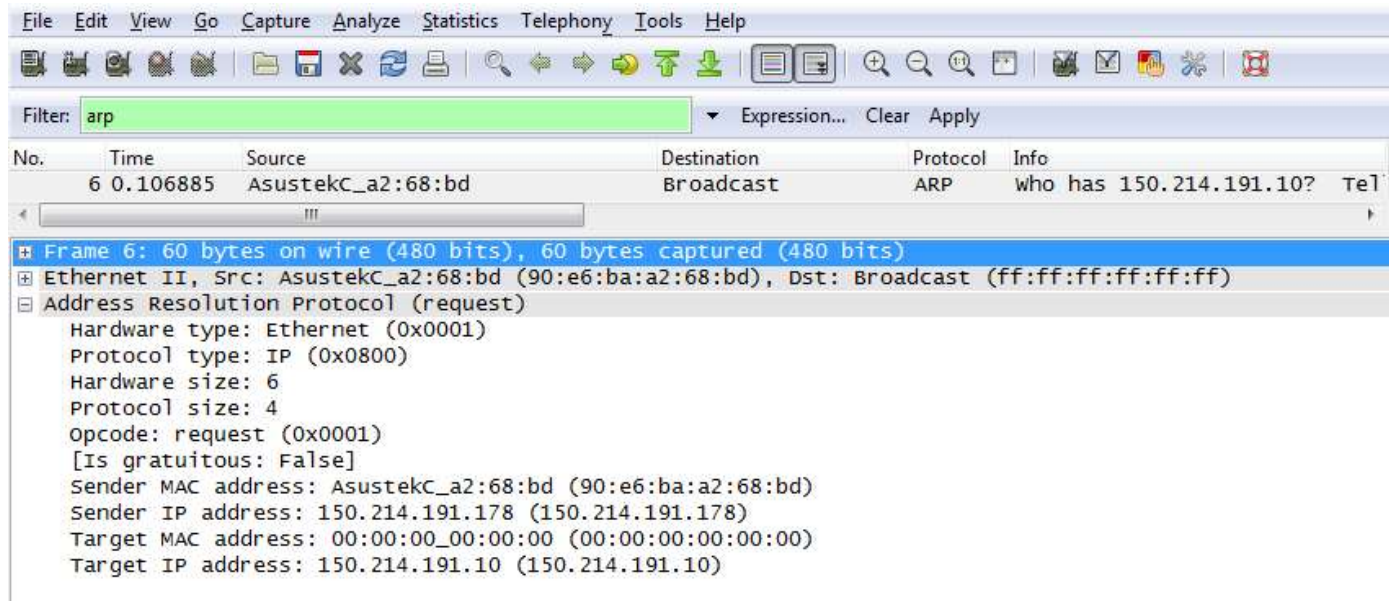 File Edit View Go Capture Analyze Statistics Telephony Tools Help
Filter: arp Expression... Clear Apply
No. Time Source Destination Protocol Info
6 0.106885 AsustekC_a2:68:bd Broadcast ARP Who has 150.214.191.10? Tel
Frame 6: 60 bytes on wire (480 bits), 60 bytes captured (480 bits)
Ethernet II, Src: AsustekC_a2:68:bd (90:e6:ba:a2:68:bd), Dst: Broadcast (ff:ff:ff:ff:ff:ff)
Address Resolution Protocol (request)
Hardware type: Ethernet (0x0001)
Protocol type: IP (0x0800)
Hardware size: 6
Protocol size: 4
Opcode: request (0x0001)
[Is gratuitous: False]
Sender MAC address: AsustekC_a2:68:bd (90:e6:ba:a2:68:bd)
Sender IP address: 150.214.191.178 (150.214.191.178)
Target MAC address: 00:00:00_00:00:00 (00:00:00:00:00:00)
Target IP address: 150.214.191.10 (150.214.191.10)